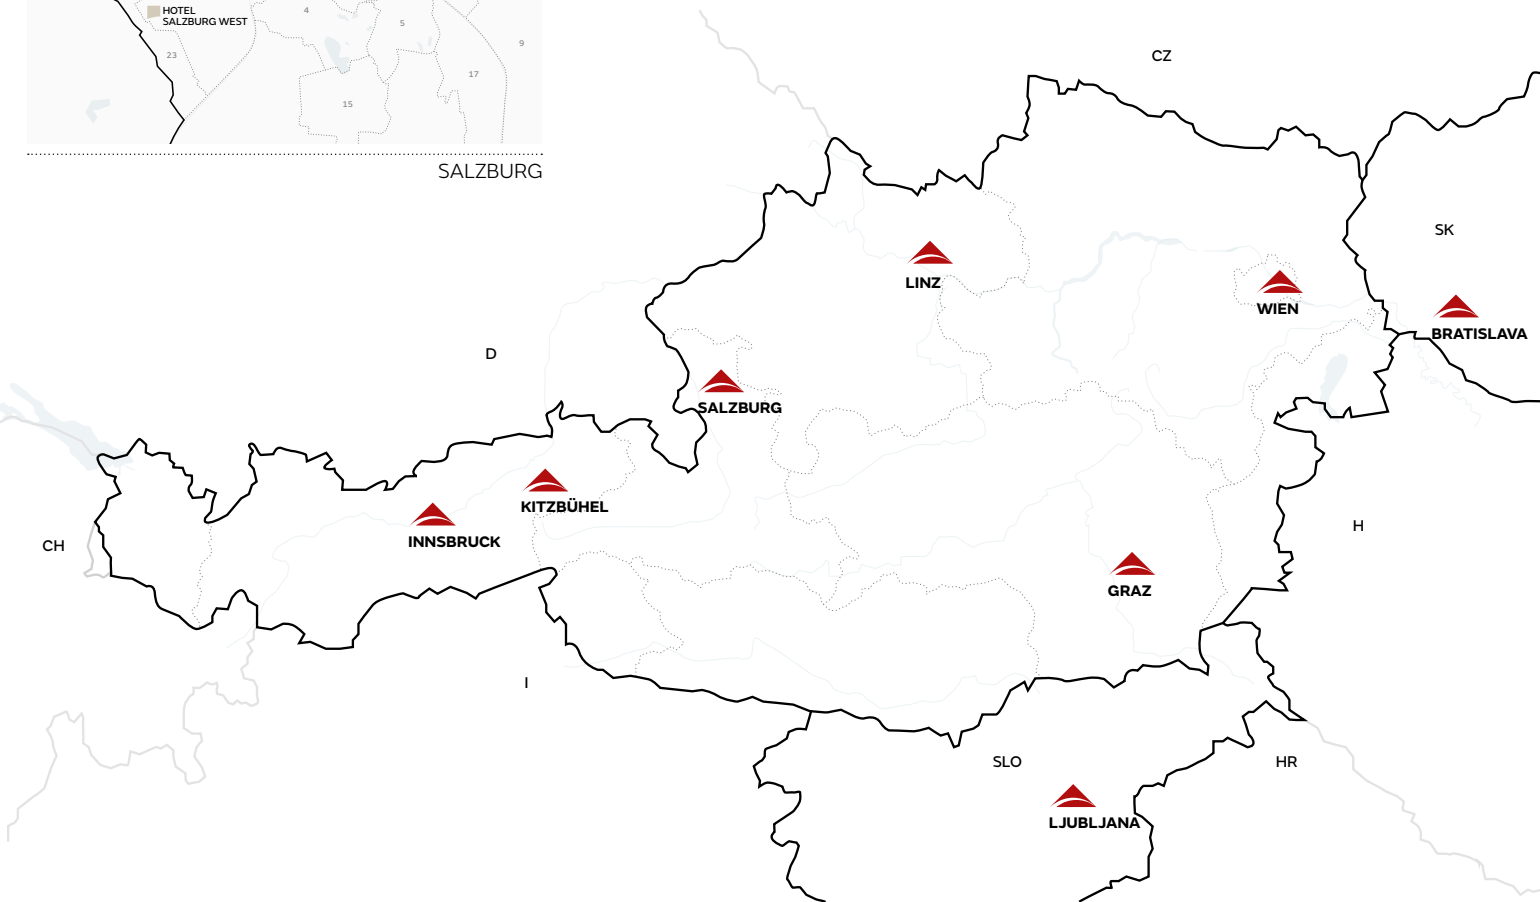 HOTEL
SALZBURG WEST
4
5
9
23
17
15
SALZBURG
CZ
SK
LINZ
WIEN
BRATISLAVA
D
SALZBURG
KITZBÜHEL
INNSBRUCK
CH
H
GRAZ
I
SLO
HR
LJUBLJANA